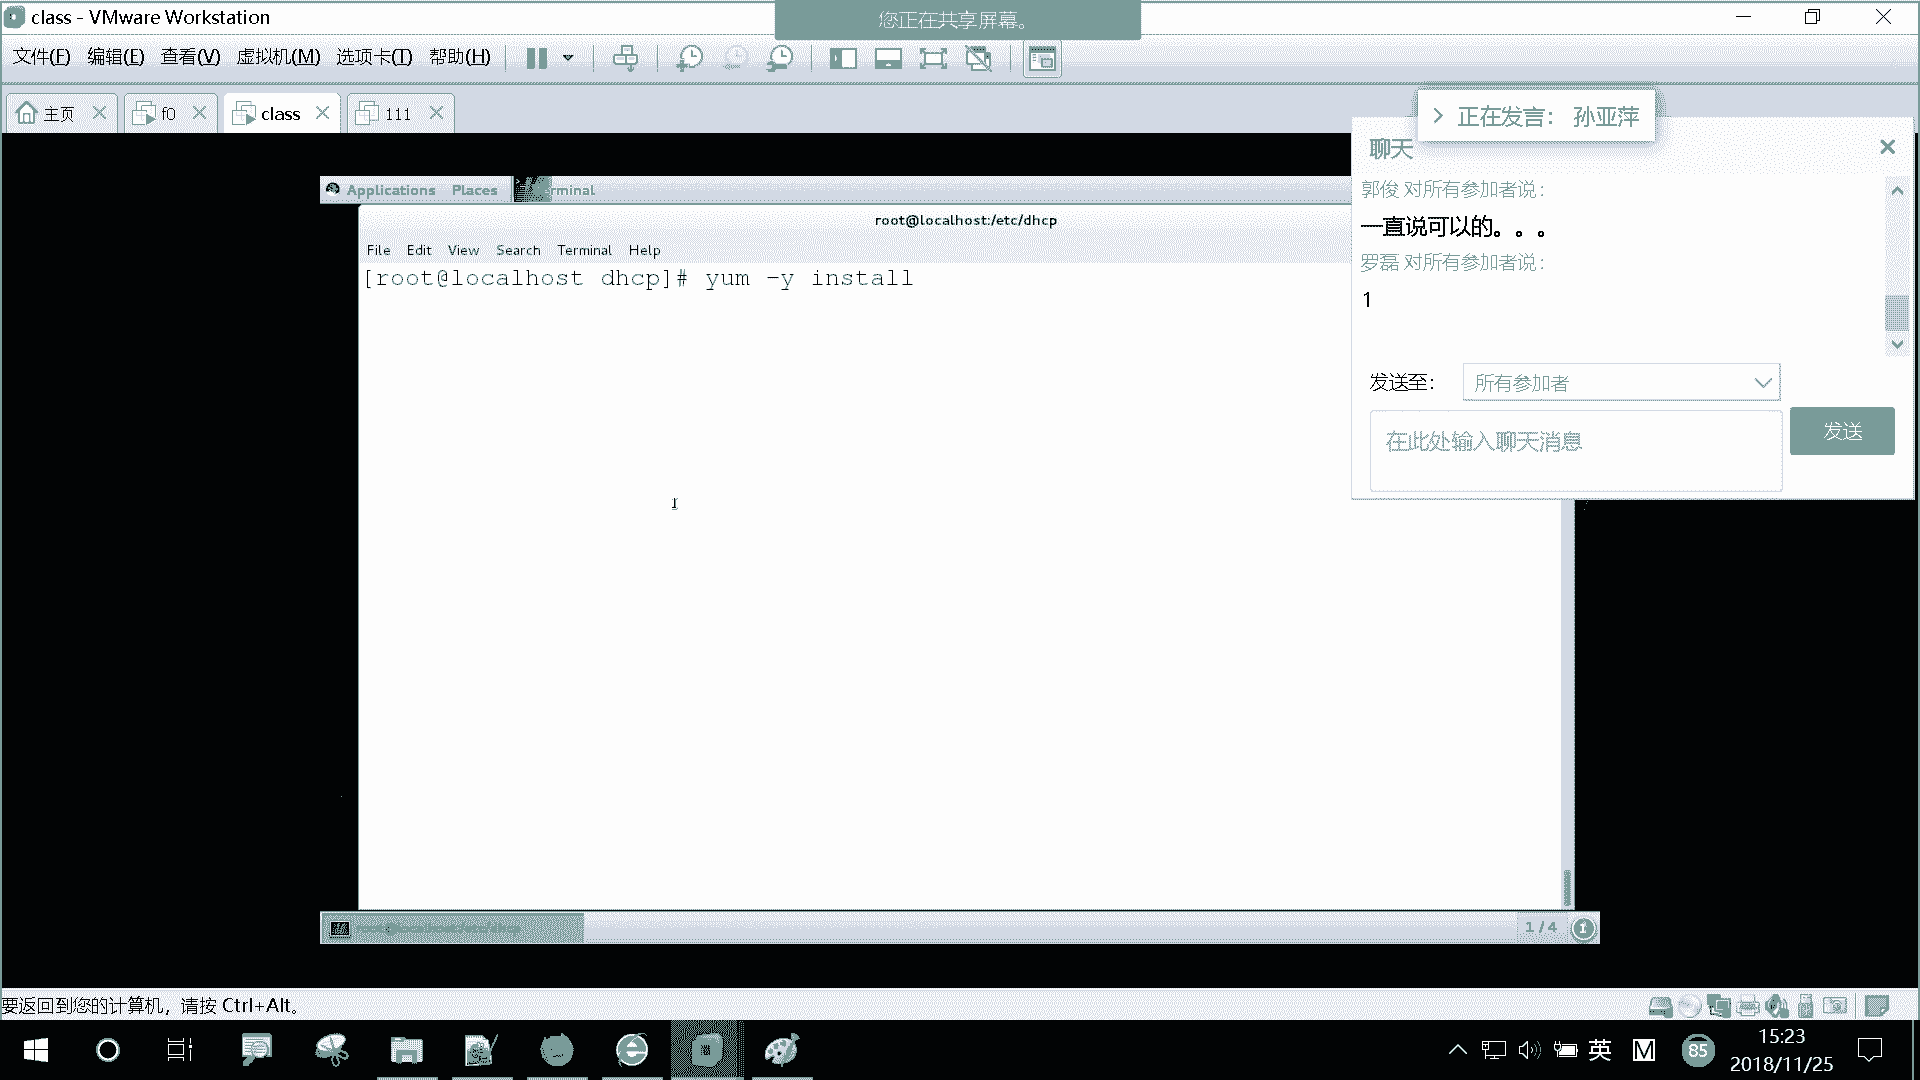 class - VMware Workstation
您正在共享屏幕。
文件(F) 编辑(E) 查看(V) 虚拟机(M) 选项卡(T) 帮助(H)
主页 f0 class 111
正在发言： 孙亚萍
聊天
郭俊 对所有参加者说：
一直说可以的。。。
罗磊 对所有参加者说：
1
发送至：
所有参加者
在此处输入聊天消息
发送
Applications Places
root@localhost:/etc/dhcp
File Edit View Search Terminal Help
[root@localhost dhcp]# yum -y install
1 / 4
要返回到您的计算机，请按 Ctrl+Alt。
英
M
85
15:23
2018/11/25